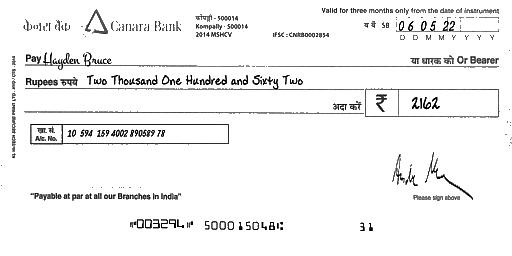 Valid for three months only from the date of instrument
केनरा बैंक Canara Bank
कोंपल्ली - 500014
Kompally - 500014
2014 MSHCV
IFSC : CNRB0002854
SB 06 05 22
D D M M Y Y Y Y
Pay Hayden Bruce या धारक को Or Bearer
Rupees रुपये Two Thousand One Hundred and Sixty Two
अदा करें ₹ 2162
खा. सं.
A/c. No. 10 594 159 4002 890589 78
Please sign above
"Payable at par at all our Branches in India"
⑈003294⑈ 500015048⑆ 31